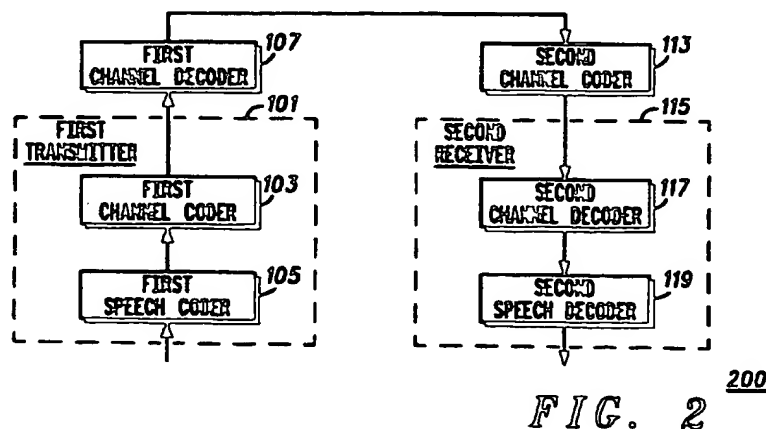 FIRST
CHANNEL DECODER
107
SECOND
CHANNEL CODER
113
101
FIRST
TRANSMITTER
115
SECOND
RECEIVER
FIRST
CHANNEL CODER
103
SECOND
CHANNEL DECODER
117
FIRST
SPEECH CODER
105
SECOND
SPEECH DECODER
119
200
FIG. 2